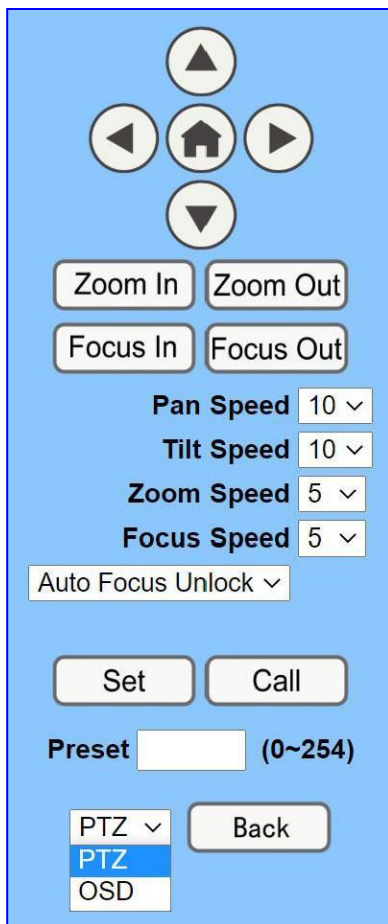 Zoom In Zoom Out
Focus In Focus Out
Pan Speed 10
Tilt Speed 10
Zoom Speed 5
Focus Speed 5
Auto Focus Unlock
Set Call
Preset (0~254)
PTZ Back
PTZ
OSD